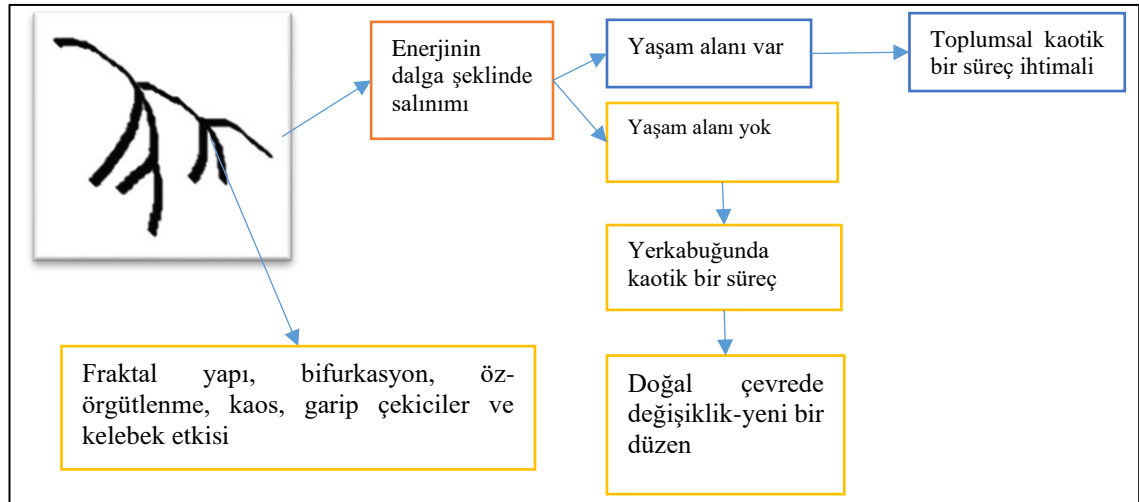 Enerjinin
dalga şeklinde
salınımı
Yaşam alanı var
Toplumsal kaotik
bir süreç ihtimali
Yaşam alanı yok
Yerkabuğunda
kaotik bir süreç
Fraktal yapı, bifurkasyon, öz-
örgütlenme, kaos, garip çekiciler ve
kelebek etkisi
Doğal çevrede
değişiklik-yeni bir
düzen